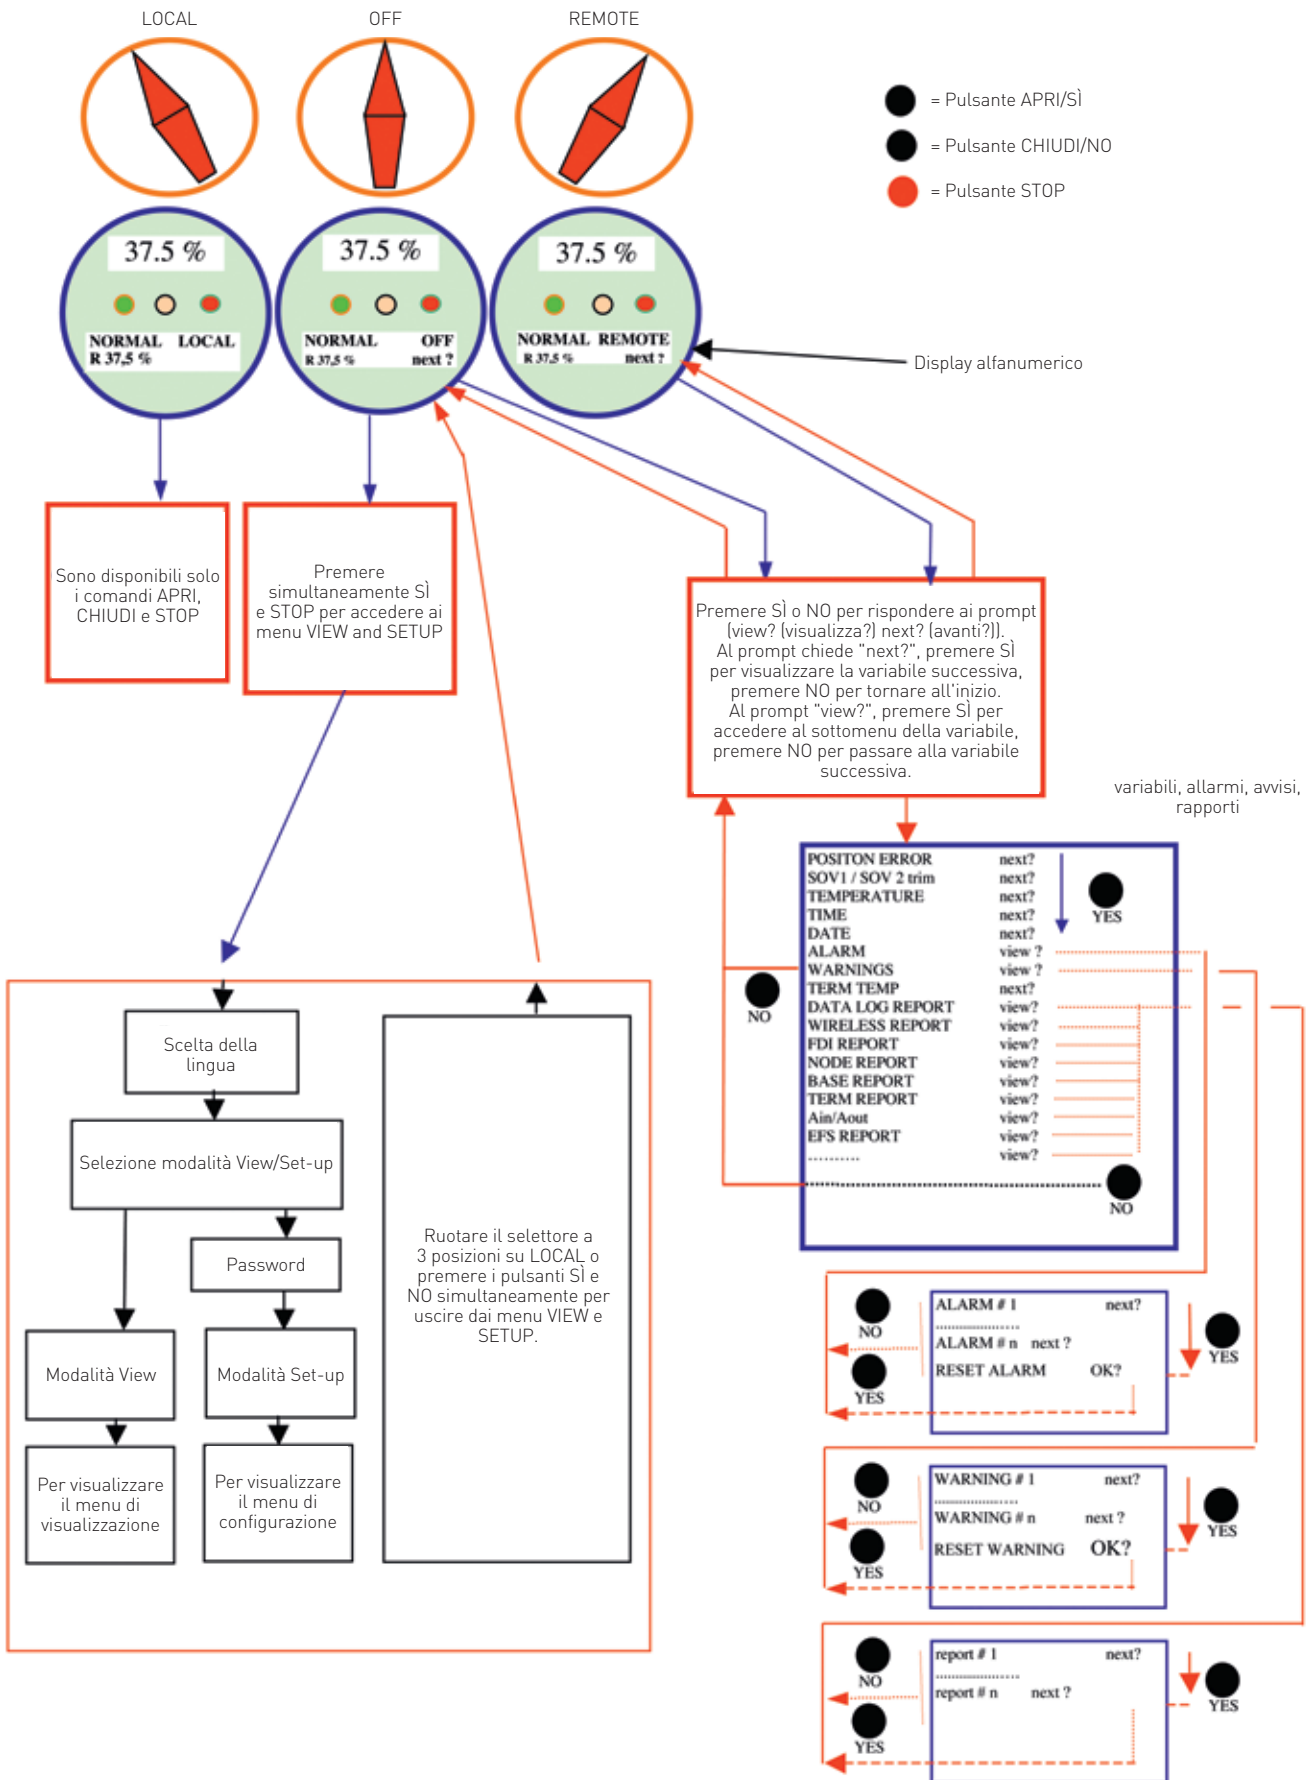 LOCAL
OFF
REMOTE
= Pulsante APRI/SÌ
= Pulsante CHIUDI/NO
= Pulsante STOP
37.5 %
NORMAL LOCAL
R 37,5 %
37.5 %
NORMAL OFF
R 37,5 % next ?
37.5 %
NORMAL REMOTE
R 37,5 % next ?
Display alfanumerico
Sono disponibili solo
i comandi APRI,
CHIUDI e STOP
Premere
simultaneamente SÌ
e STOP per accedere ai
menu VIEW and SETUP
Premere SÌ o NO per rispondere ai prompt
(view? (visualizza?) next? (avanti?)).
Al prompt chiede "next?", premere SÌ
per visualizzare la variabile successiva,
premere NO per tornare all'inizio.
Al prompt "view?", premere SÌ per
accedere al sottomenu della variabile,
premere NO per passare alla variabile
successiva.
variabili, allarmi, avvisi,
rapporti
POSITON ERROR next?
SOV1 / SOV 2 trim next?
TEMPERATURE next?
TIME next?
DATE next?
ALARM view ?
WARNINGS view ?
TERM TEMP next?
DATA LOG REPORT view?
WIRELESS REPORT view?
FDI REPORT view?
NODE REPORT view?
BASE REPORT view?
TERM REPORT view?
Ain/Aout view?
EFS REPORT view?
........... view?
YES
NO
NO
Scelta della
lingua
Selezione modalità View/Set-up
Password
Modalità View
Modalità Set-up
Per visualizzare
il menu di
visualizzazione
Per visualizzare
il menu di
configurazione
Ruotare il selettore a
3 posizioni su LOCAL o
premere i pulsanti SÌ e
NO simultaneamente per
uscire dai menu VIEW e
SETUP.
NO
YES
ALARM # 1 next?
....................
ALARM # n next ?
RESET ALARM OK?
YES
NO
YES
WARNING # 1 next?
....................
WARNING # n next ?
RESET WARNING OK?
YES
NO
YES
report # 1 next?
....................
report # n next ?
YES